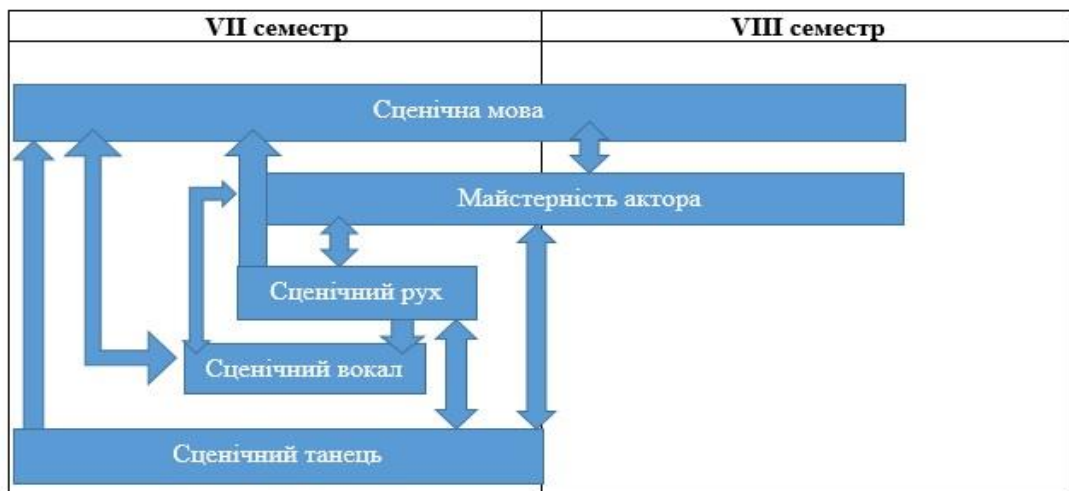 VII семестр
VIII семестр
Сценічна мова
Майстерність актора
Сценічний рух
Сценічний вокал
Сценічний танець